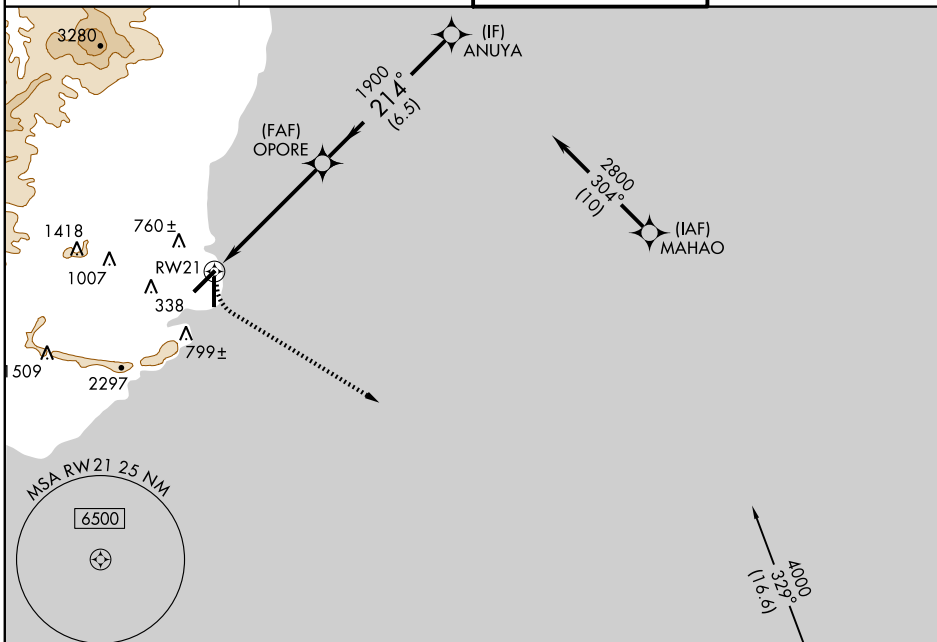 3280
(IF)
ANUYA
1900
214°
(6.5)
(FAF)
OPORE
2800
304°
(10)
(IAF)
MAHAO
1418
760±
1007
RW21
338
799±
1509
2297
MSA RW21 25 NM
6500
4000
329°
(16.6)